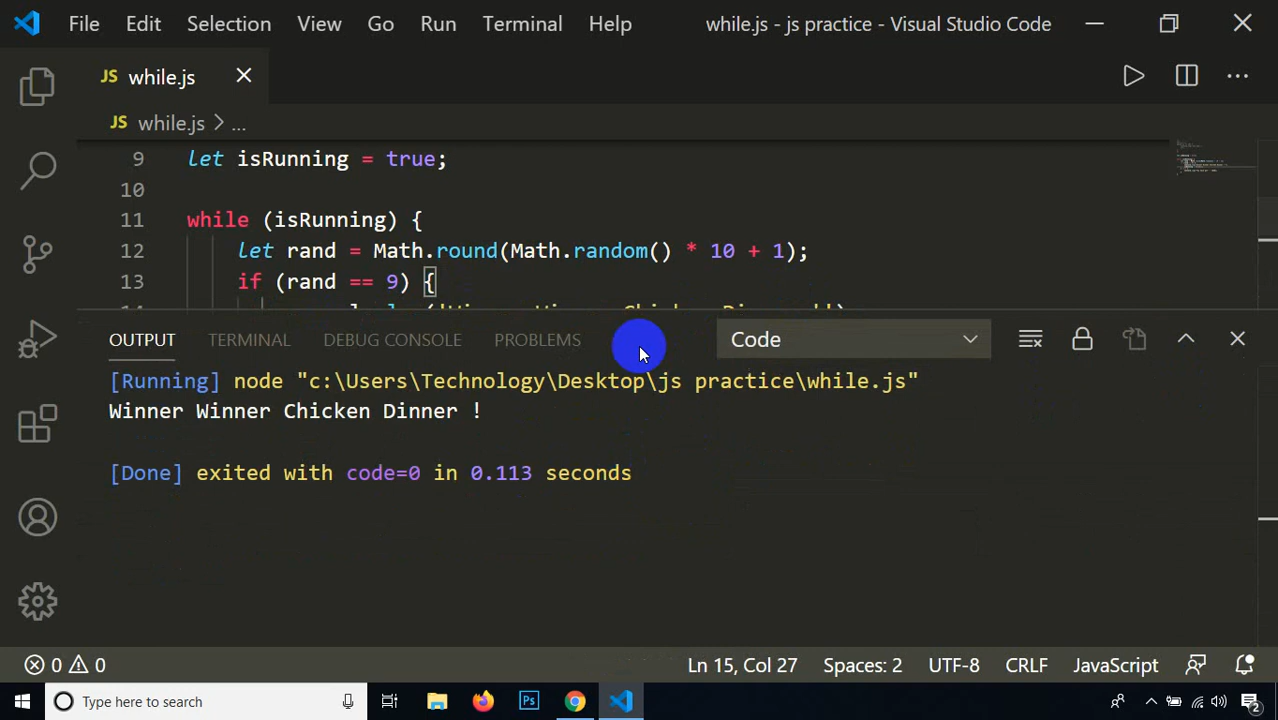 File Edit Selection View Go Run Terminal Help while.js - js practice - Visual Studio Code
JS while.js
JS while.js > ...
9 let isRunning = true;
10
11 while (isRunning) {
12 let rand = Math.round(Math.random() * 10 + 1);
13 if (rand == 9) {
OUTPUT TERMINAL DEBUG CONSOLE PROBLEMS Code
[Running] node "c:\Users\Technology\Desktop\js practice\while.js"
Winner Winner Chicken Dinner !
[Done] exited with code=0 in 0.113 seconds
0 0 Ln 15, Col 27 Spaces: 2 UTF-8 CRLF JavaScript
Type here to search Ps 2